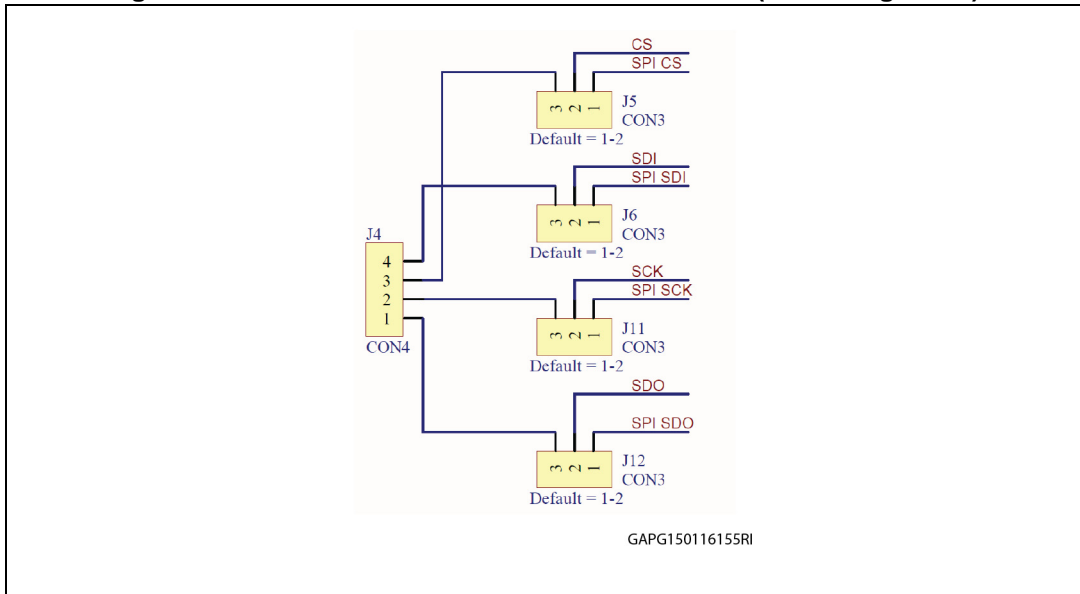 CS
SPI CS
3 2 1
J5
CON3
Default = 1-2
SDI
SPI SDI
3 2 1
J6
CON3
Default = 1-2
J4
4
3
2
1
CON4
SCK
SPI SCK
3 2 1
J11
CON3
Default = 1-2
SDO
SPI SDO
3 2 1
J12
CON3
Default = 1-2
GAPG150116155RI